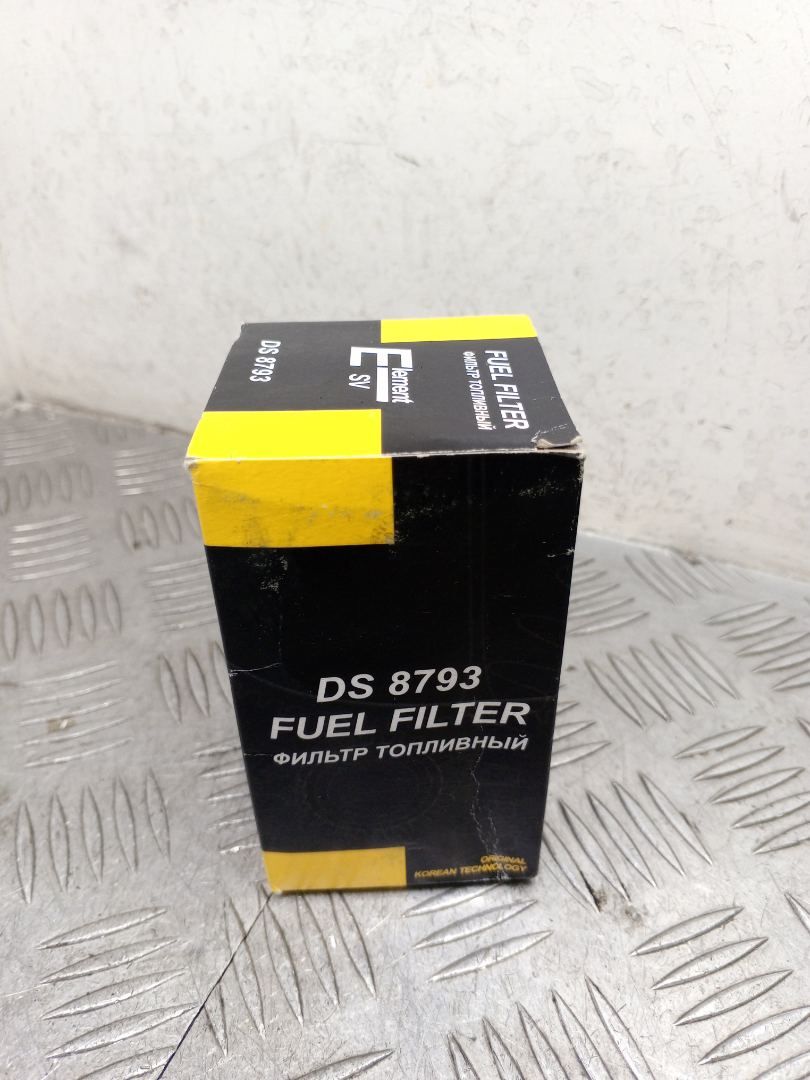 DS 8793
Element
SV
FUEL FILTER
ФИЛЬТР ТОПЛИВНЫЙ
DS 8793
FUEL FILTER
ФИЛЬТР ТОПЛИВНЫЙ
ORIGINAL
KOREAN TECHNOLOGY